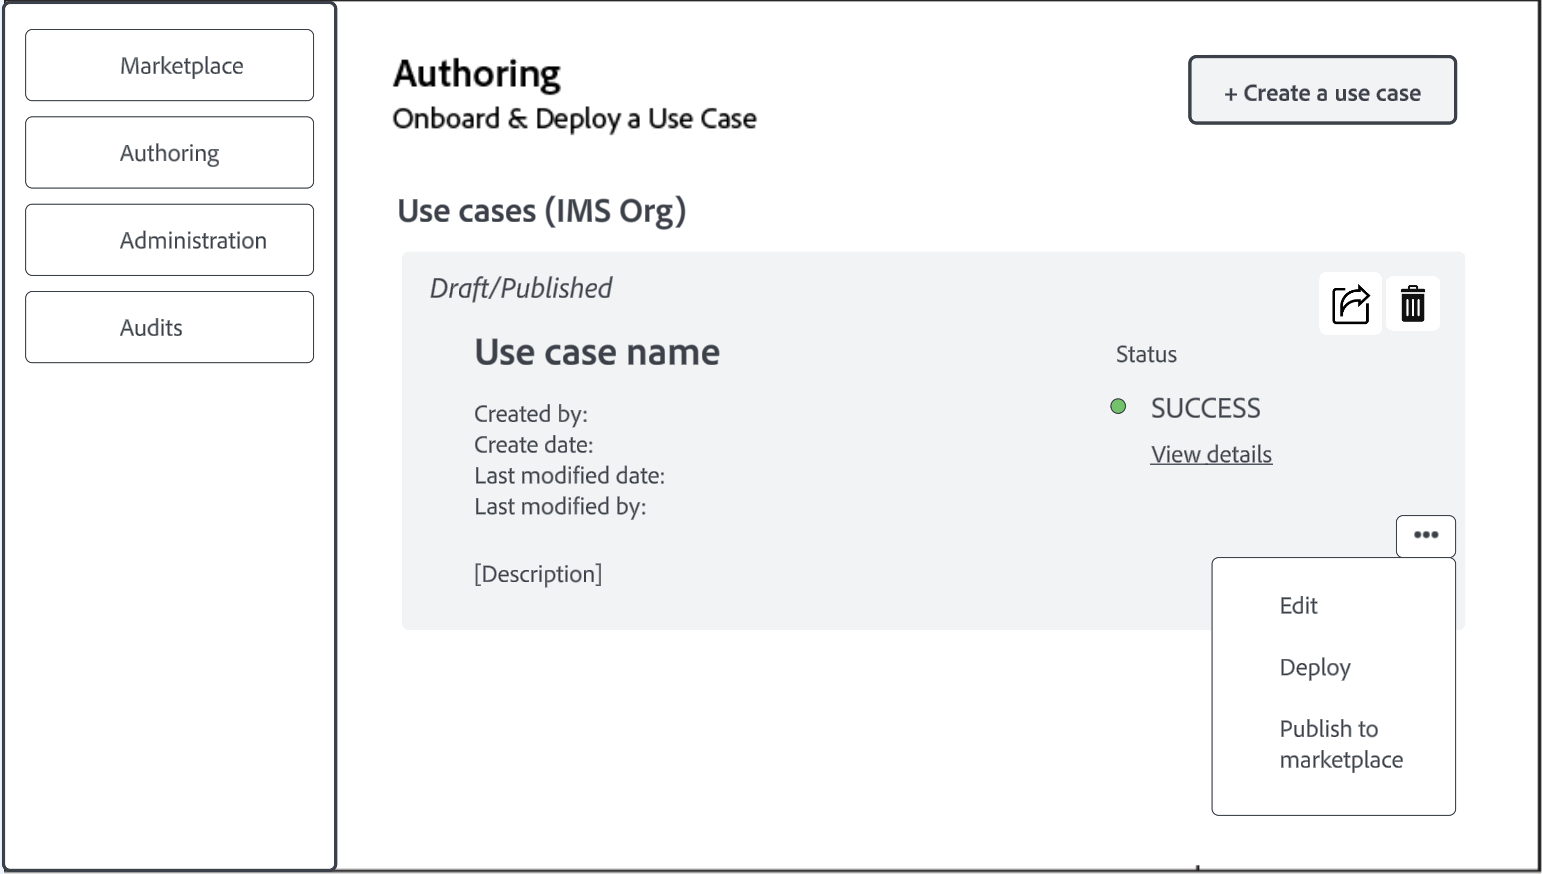 Marketplace
Authoring
Administration
Audits
Authoring
Onboard & Deploy a Use Case
+ Create a use case
Use cases (IMS Org)
Draft/Published
Use case name
Created by:
Create date:
Last modified date:
Last modified by:
[Description]
Status
SUCCESS
View details
•••
Edit
Deploy
Publish to
marketplace